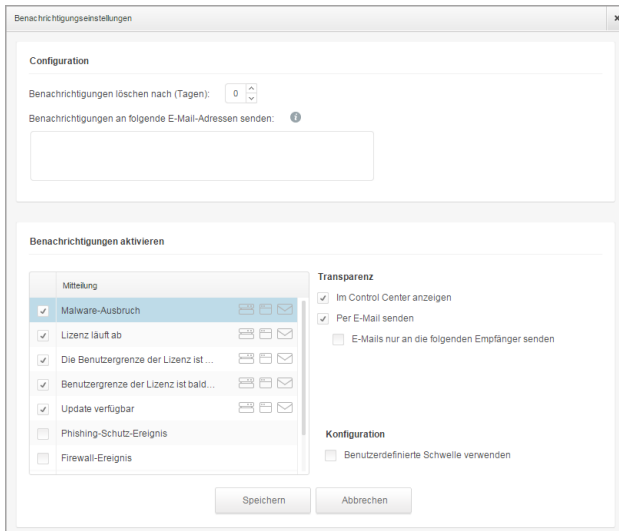 Benachrichtigungseinstellungen
Configuration
Benachrichtigungen löschen nach (Tagen): 0
Benachrichtigungen an folgende E-Mail-Adressen senden:
Benachrichtigungen aktivieren
Mitteilung
Malware-Ausbruch
Lizenz läuft ab
Die Benutzergrenze der Lizenz ist ...
Benutzergrenze der Lizenz ist bald...
Update verfügbar
Phishing-Schutz-Ereignis
Firewall-Ereignis
Transparenz
Im Control Center anzeigen
Per E-Mail senden
E-Mails nur an die folgenden Empfänger senden
Konfiguration
Benutzerdefinierte Schwelle verwenden
Speichern
Abbrechen